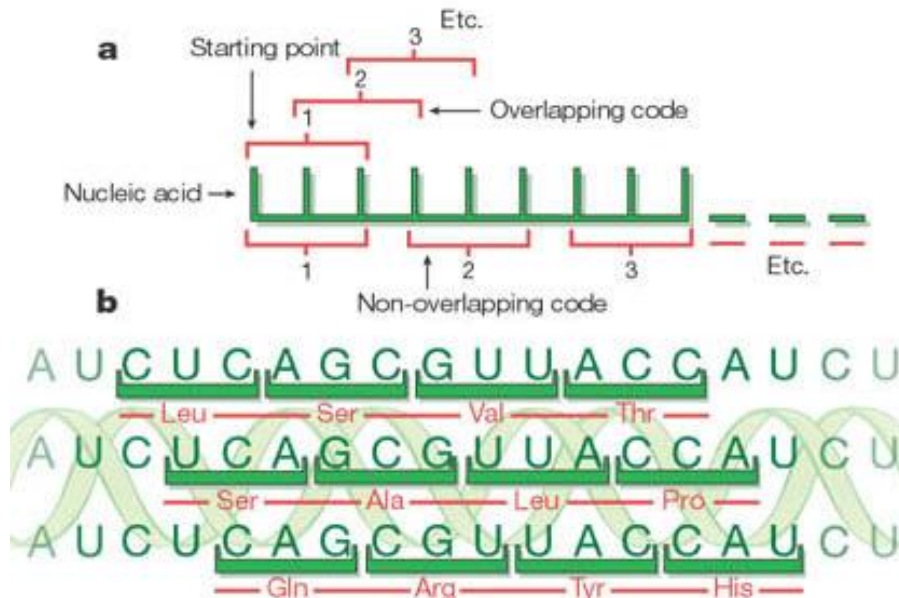 a
Etc.
3
Starting point
2
Overlapping code
1
Nucleic acid
1
2
3
Etc.
Non-overlapping code
b
A U C U C A G C G U U A C C A U C U
Leu Ser Val Thr
A U C U C A G C G U U A C C A U C U
Ser Ala Leu Pro
A U C U C A G C G U U A C C A U C U
Gln Arg Tyr His